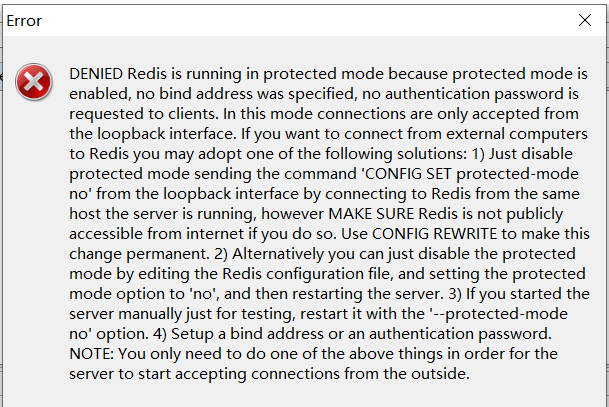 Error
DENIED Redis is running in protected mode because protected mode is
enabled, no bind address was specified, no authentication password is
requested to clients. In this mode connections are only accepted from
the loopback interface. If you want to connect from external computers
to Redis you may adopt one of the following solutions: 1) Just disable
protected mode sending the command 'CONFIG SET protected-mode
no' from the loopback interface by connecting to Redis from the same
host the server is running, however MAKE SURE Redis is not publicly
accessible from internet if you do so. Use CONFIG REWRITE to make this
change permanent. 2) Alternatively you can just disable the protected
mode by editing the Redis configuration file, and setting the protected
mode option to 'no', and then restarting the server. 3) If you started the
server manually just for testing, restart it with the '--protected-mode
no' option. 4) Setup a bind address or an authentication password.
NOTE: You only need to do one of the above things in order for the
server to start accepting connections from the outside.